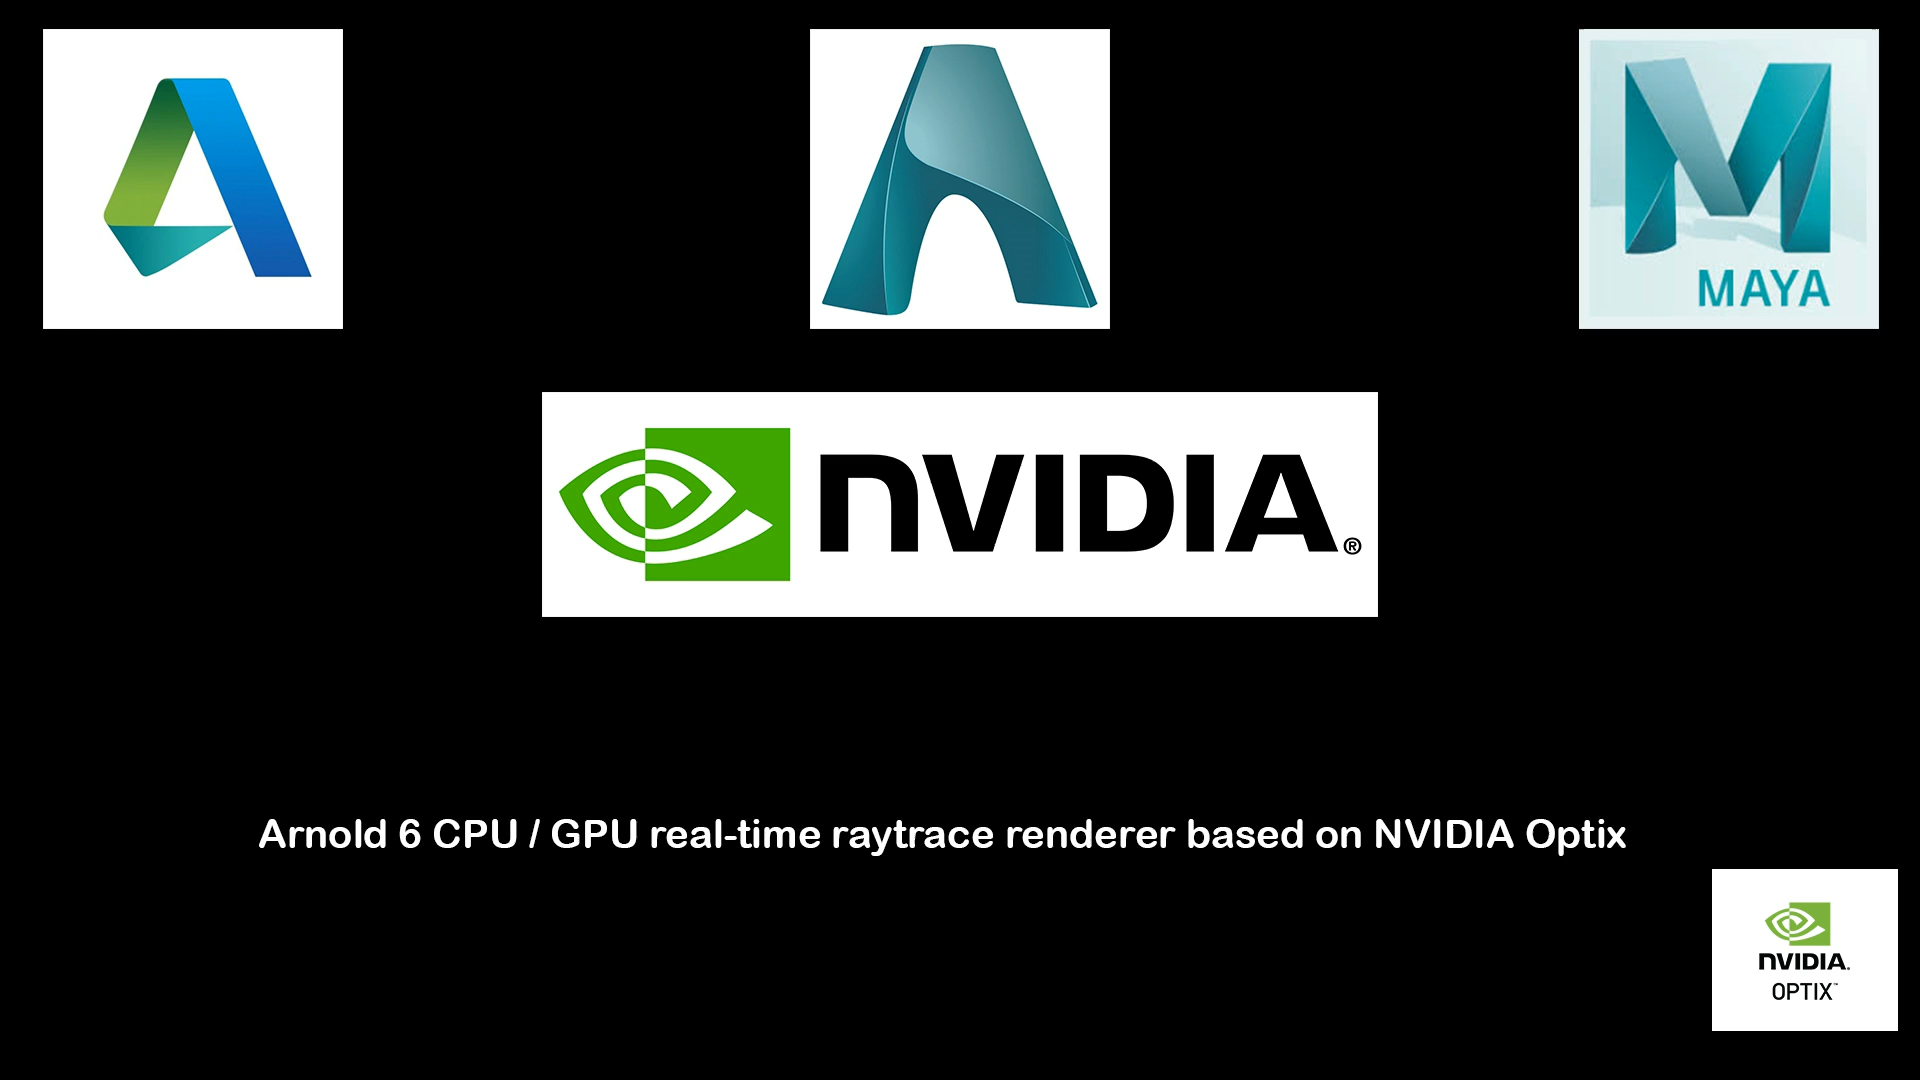 MAYA
NVIDIA®
Arnold 6 CPU / GPU real-time raytrace renderer based on NVIDIA Optix
NVIDIA.
OPTIX™